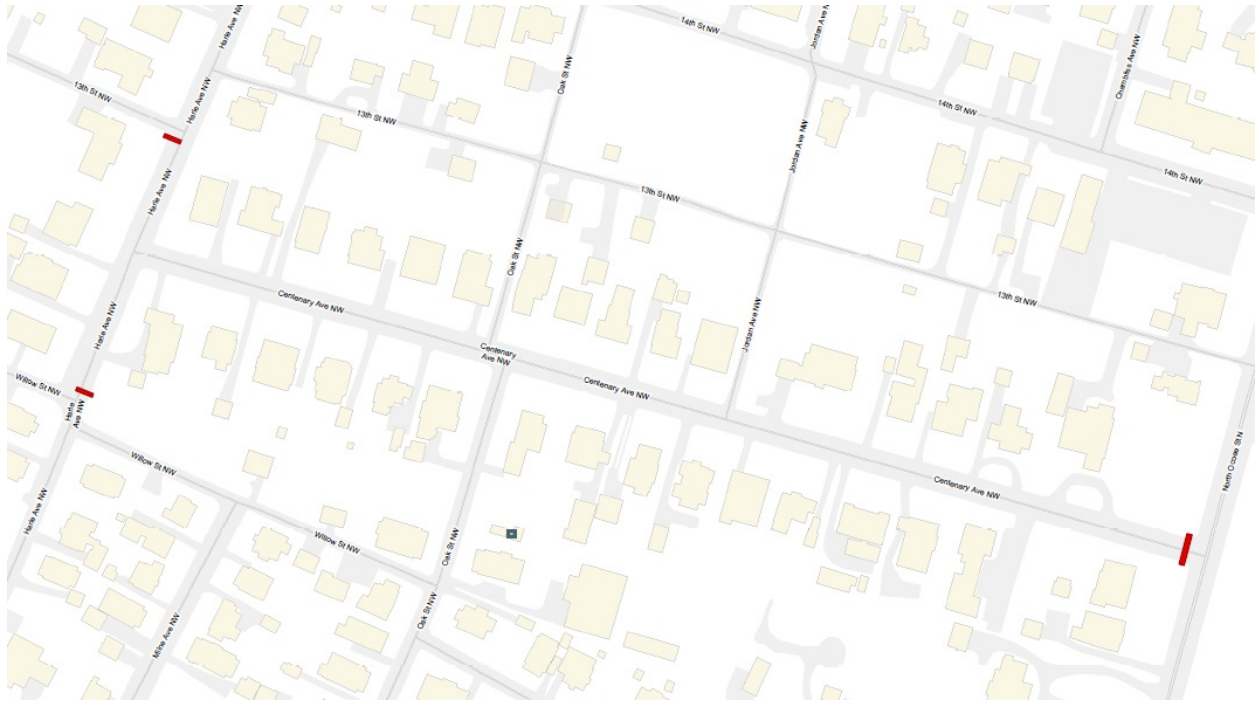 Harle Ave NW
14th St NW
Jordan Ave NW
Oak St NW
Chambliss Ave NW
13th St NW
Harle Ave NW
13th St NW
14th St NW
Jordan Ave NW
14th St NW
Harle Ave NW
13th St NW
Oak St NW
13th St NW
Centenary Ave NW
Harle Ave NW
Jordan Ave NW
Centenary
Ave NW
Willow St NW
Centenary Ave NW
Harle
Ave NW
North Ocoee St N
Willow St NW
Centenary Ave NW
Harle Ave NW
Willow St NW
Oak St NW
Oak St NW
Milne Ave NW